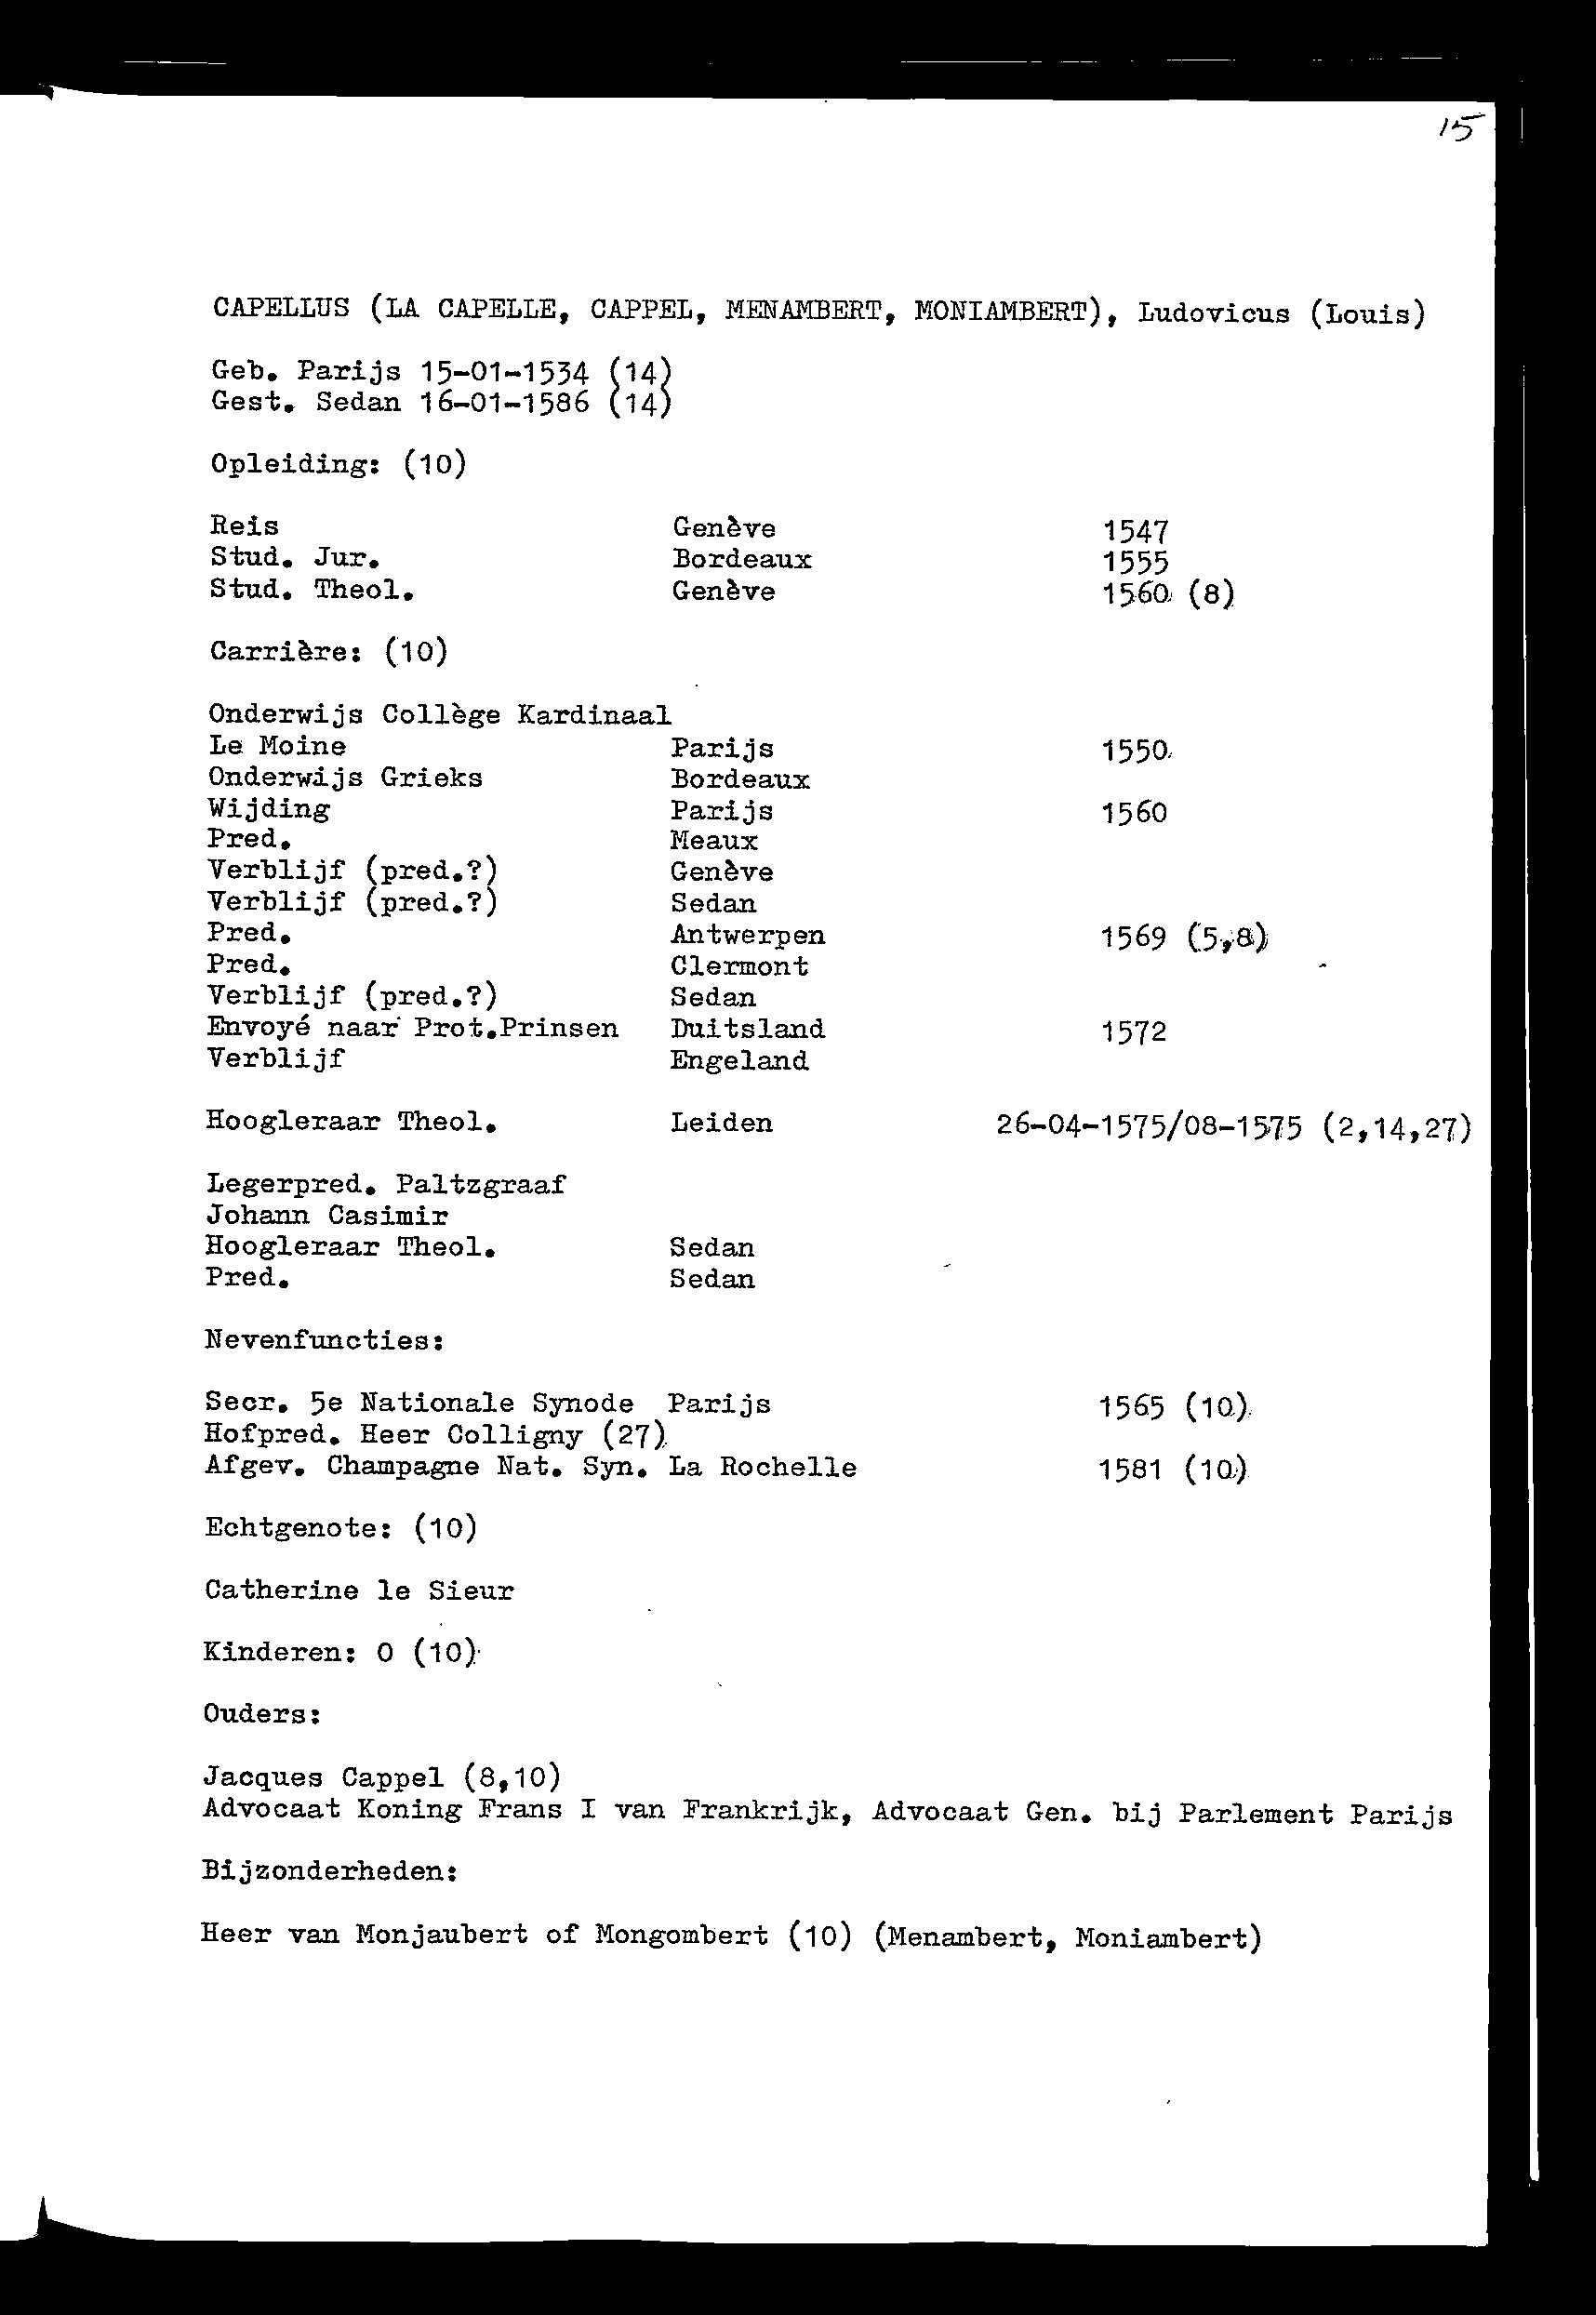 15
CAPELLUS (LA CAPELLE, CAPPEL, MENAMBERT, MONIAMBERT), Ludovicus (Louis)
Geb. Parijs 15-01-1534 (14)
Gest. Sedan 16-01-1586 (14)
Opleiding: (10)
Reis Genève 1547
Stud. Jur. Bordeaux 1555
Stud. Theol. Genève 1560 (8)
Carrière: (10)
Onderwijs Collège Kardinaal
Le Moine Parijs 1550
Onderwijs Grieks Bordeaux
Wijding Parijs 1560
Pred. Meaux
Verblijf (pred.?) Genève
Verblijf (pred.?) Sedan
Pred. Antwerpen 1569 (5,8)
Pred. Clermont
Verblijf (pred.?) Sedan
Envoyé naar Prot.Prinsen Duitsland 1572
Verblijf Engeland
Hoogleraar Theol. Leiden 26-04-1575/08-1575 (2,14,27)
Legerpred. Paltzgraaf
Johann Casimir
Hoogleraar Theol. Sedan
Pred. Sedan
Nevenfuncties:
Secr. 5e Nationale Synode Parijs 1565 (10)
Hofpred. Heer Colligny (27)
Afgev. Champagne Nat. Syn. La Rochelle 1581 (10)
Echtgenote: (10)
Catherine le Sieur
Kinderen: 0 (10)
Ouders:
Jacques Cappel (8,10)
Advocaat Koning Frans I van Frankrijk, Advocaat Gen. bij Parlement Parijs
Bijzonderheden:
Heer van Monjaubert of Mongombert (10) (Menambert, Moniambert)